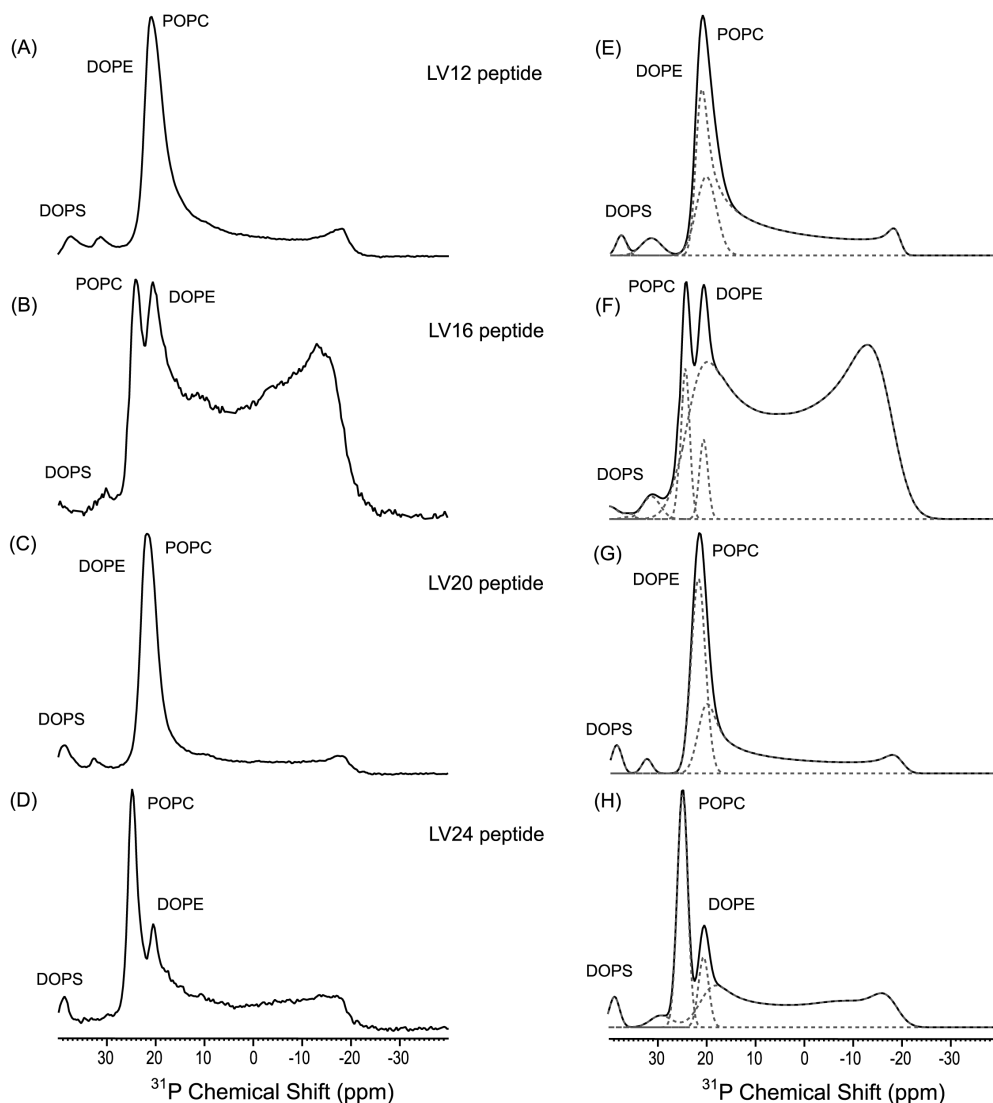 (A)
POPC
DOPE
DOPS
LV12 peptide
(E)
POPC
DOPE
DOPS
(B)
POPC
DOPE
DOPS
LV16 peptide
(F)
POPC
DOPE
DOPS
(C)
POPC
DOPE
DOPS
LV20 peptide
(G)
POPC
DOPE
DOPS
(D)
POPC
DOPE
DOPS
LV24 peptide
(H)
POPC
DOPE
DOPS
30 20 10 0 -10 -20 -30
31P Chemical Shift (ppm)
30 20 10 0 -10 -20 -30
31P Chemical Shift (ppm)